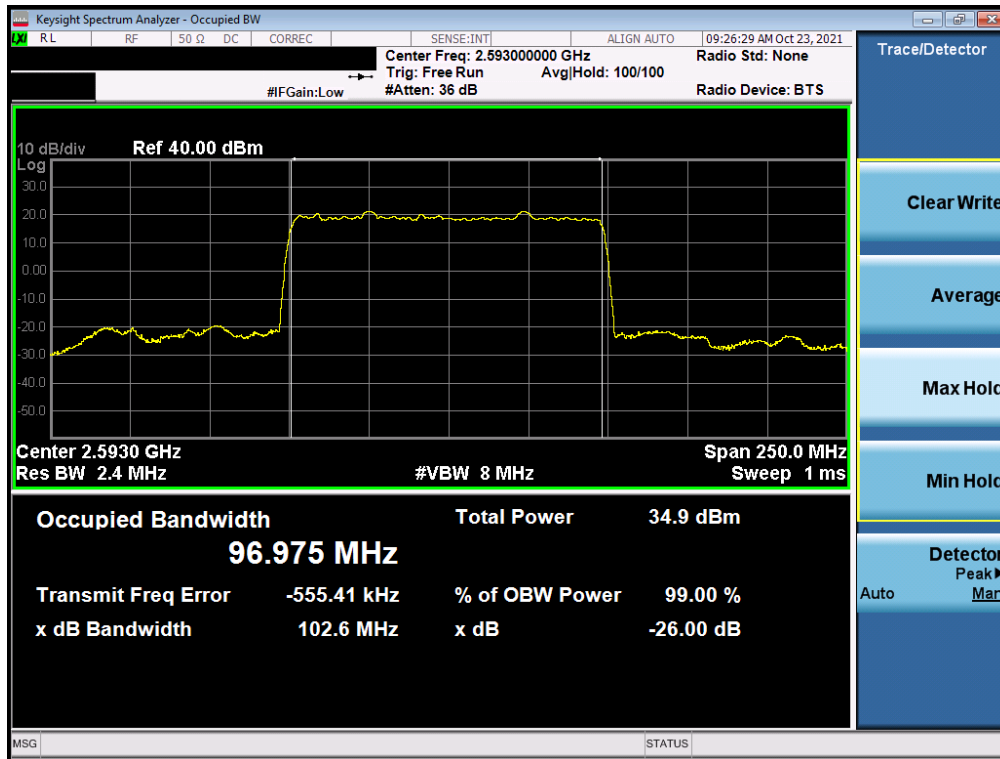 Keysight Spectrum Analyzer - Occupied BW
LXI RL RF 50 Ω DC CORREC SENSE:INT ALIGN AUTO 09:26:29 AM Oct 23, 2021
Center Freq: 2.593000000 GHz Radio Std: None
Trig: Free Run Avg|Hold: 100/100
#IFGain:Low #Atten: 36 dB Radio Device: BTS
10 dB/div Ref 40.00 dBm
Log
30.0
20.0
10.0
0.00
-10.0
-20.0
-30.0
-40.0
-50.0
Center 2.5930 GHz Span 250.0 MHz
Res BW 2.4 MHz #VBW 8 MHz Sweep 1 ms
Occupied Bandwidth Total Power 34.9 dBm
96.975 MHz
Transmit Freq Error -555.41 kHz % of OBW Power 99.00 %
x dB Bandwidth 102.6 MHz x dB -26.00 dB
MSG STATUS
Trace/Detector
Clear Write
Average
Max Hold
Min Hold
Detector
Peak
Auto Man